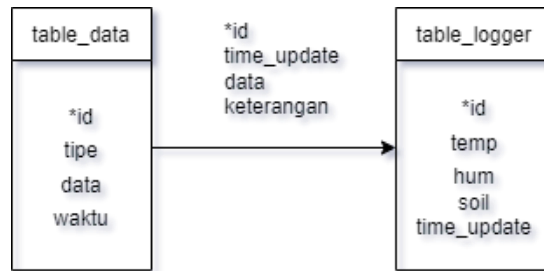 table_data
*id
tipe
data
waktu
*id
time_update
data
keterangan
table_logger
*id
temp
hum
soil
time_update